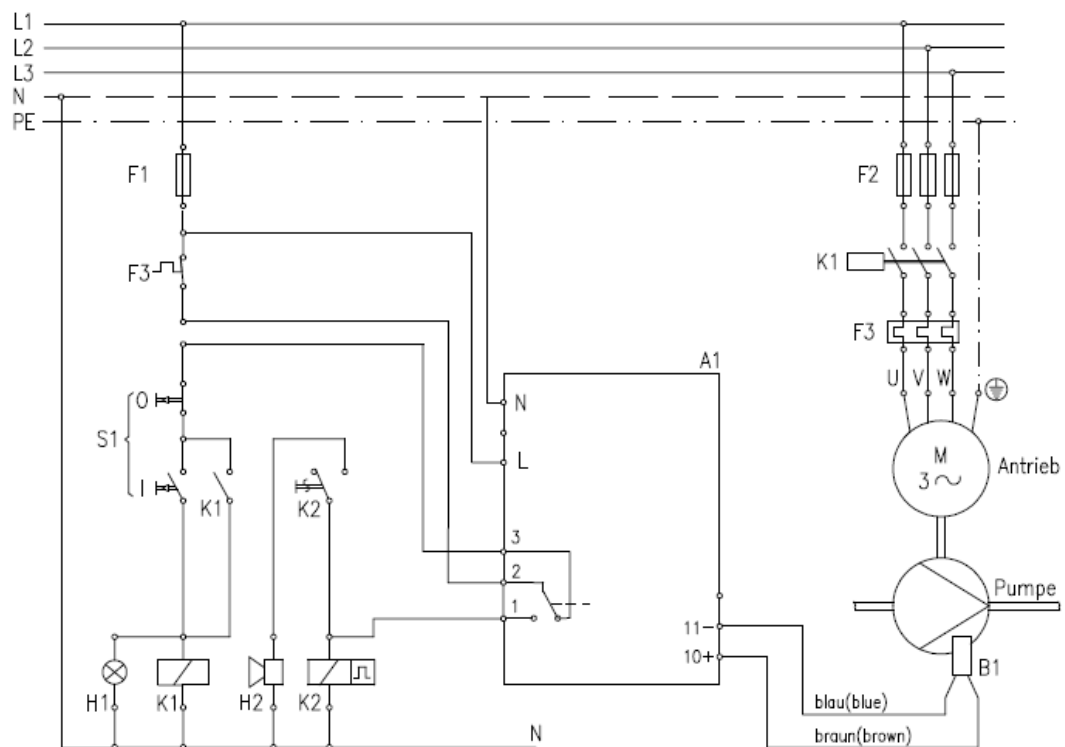 L1
L2
L3
N
PE
F1
F2
F3
K1
F3
A1
U V W
O
N
S1
L
M
3
Antrieb
I
K1
K2
3
2
1
Pumpe
11-
10+
B1
H1
K1
H2
K2
blau(blue)
N
braun(brown)